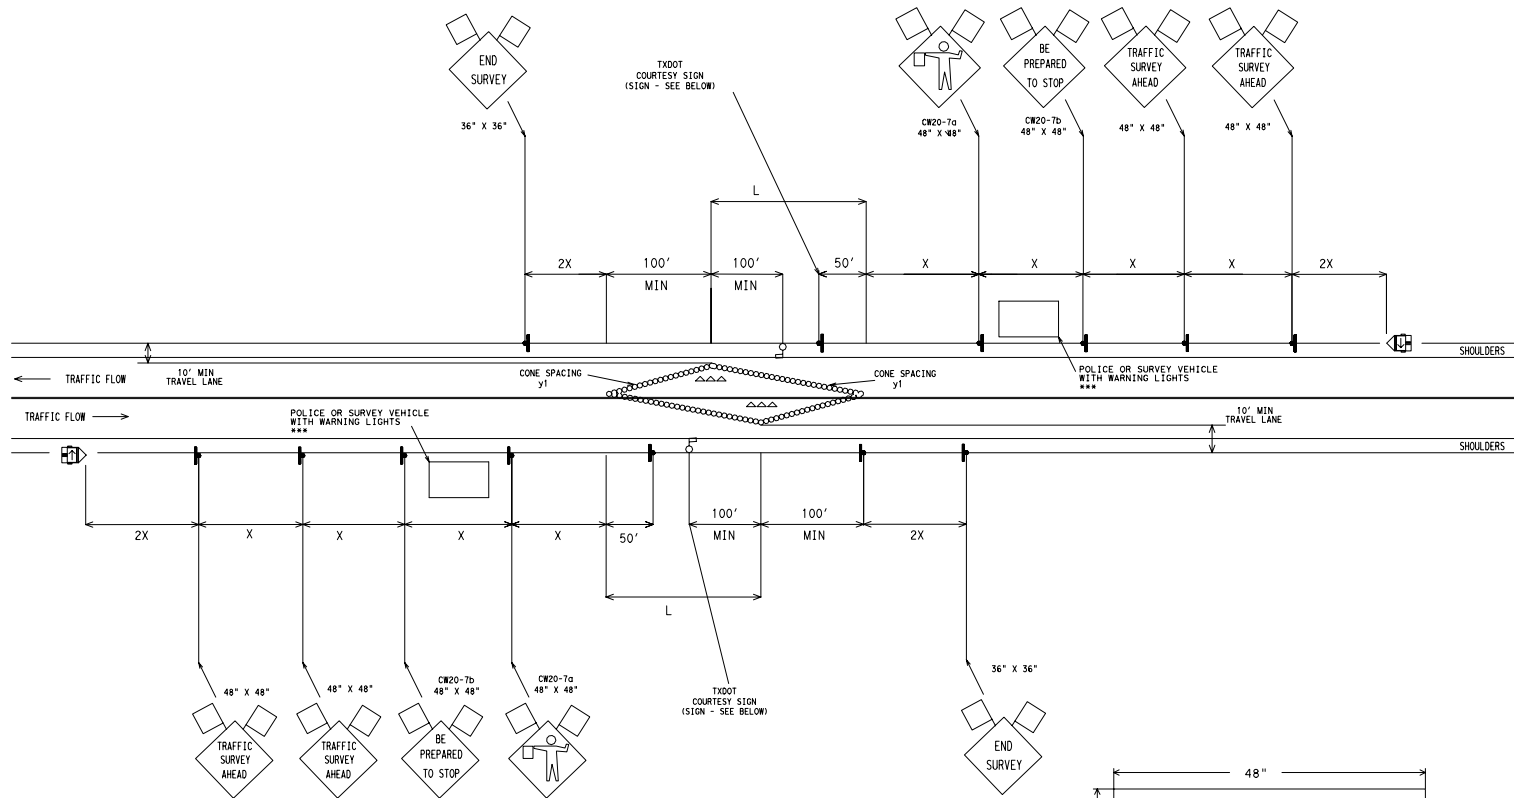 END
SURVEY
36" X 36"
TXDOT
COURTESY SIGN
(SIGN - SEE BELOW)
CW20-7a
48" X 48"
BE
PREPARED
TO STOP
CW20-7b
48" X 48"
TRAFFIC
SURVEY
AHEAD
48" X 48"
TRAFFIC
SURVEY
AHEAD
48" X 48"
L
2X
100'
MIN
100'
MIN
50'
X
X
X
X
2X
SHOULDERS
10' MIN
TRAVEL LANE
TRAFFIC FLOW
CONE SPACING
y1
CONE SPACING
y1
POLICE OR SURVEY VEHICLE
WITH WARNING LIGHTS
***
TRAFFIC FLOW
POLICE OR SURVEY VEHICLE
WITH WARNING LIGHTS
***
10' MIN
TRAVEL LANE
SHOULDERS
2X
X
X
X
X
50'
100'
MIN
100'
MIN
2X
L
48" X 48"
TRAFFIC
SURVEY
AHEAD
48" X 48"
TRAFFIC
SURVEY
AHEAD
CW20-7b
48" X 48"
BE
PREPARED
TO STOP
CW20-7a
48" X 48"
TXDOT
COURTESY SIGN
(SIGN - SEE BELOW)
36" X 36"
END
SURVEY
48"